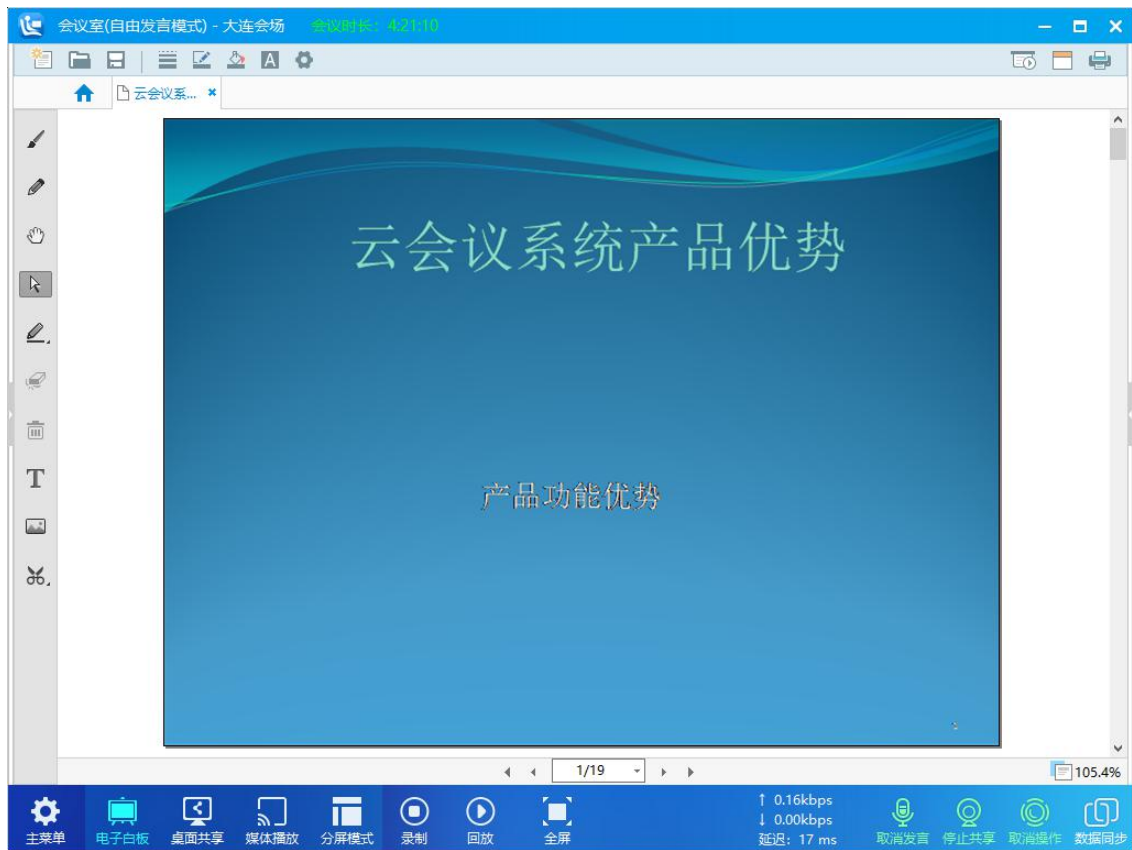 会议室(自由发言模式) - 大连会场 会议时长: 4:21:10
云会议系...
云会议系统产品优势
产品功能优势
T
1/19
105.4%
主菜单
电子白板
桌面共享
媒体播放
分屏模式
录制
回放
全屏
↑ 0.16kbps
↓ 0.00kbps
延迟: 17 ms
取消发言
停止共享
取消操作
数据同步